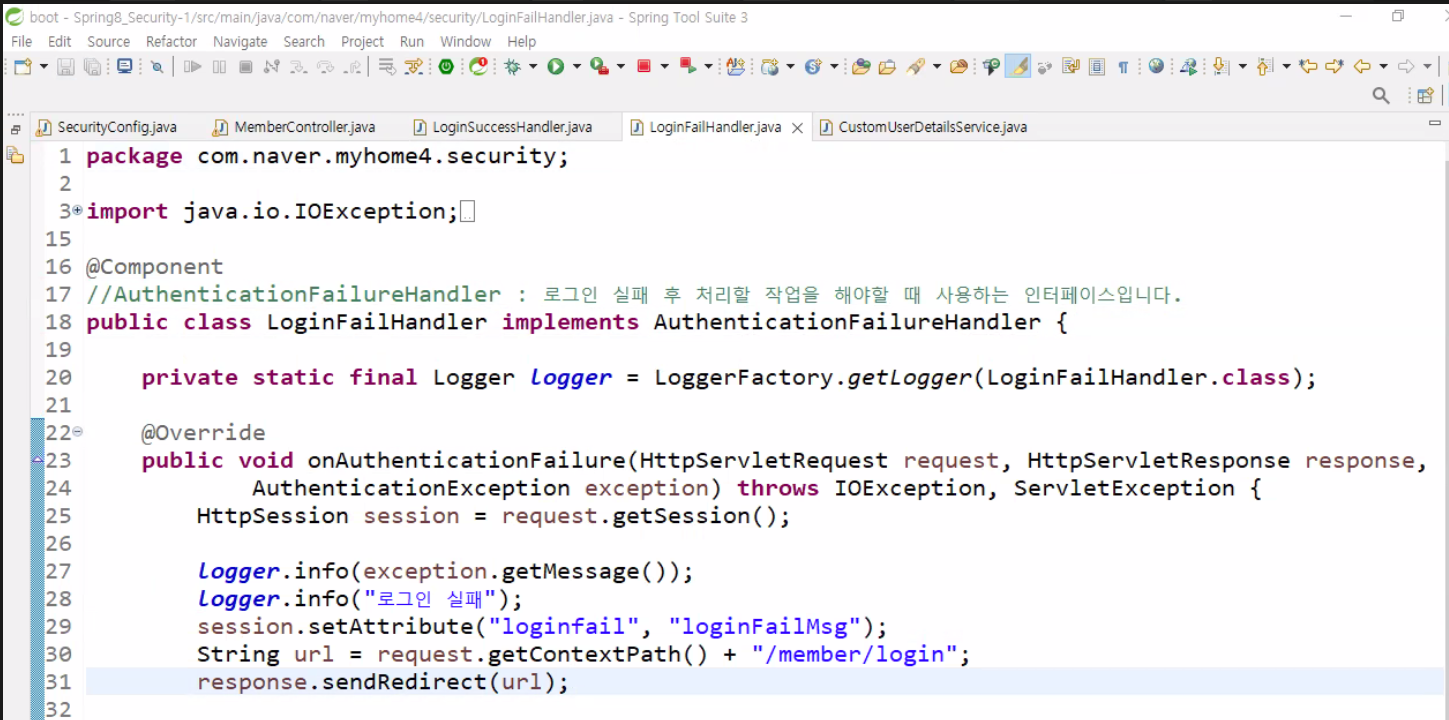 boot - Spring8_Security-1/src/main/java/com/naver/myhome4/security/LoginFailHandler.java - Spring Tool Suite 3
File Edit Source Refactor Navigate Search Project Run Window Help
SecurityConfig.java MemberController.java LoginSuccessHandler.java LoginFailHandler.java CustomUserDetailsService.java
1 package com.naver.myhome4.security;
2
3 import java.io.IOException;
15
16 @Component
17 //AuthenticationFailureHandler : 로그인 실패 후 처리할 작업을 해야할 때 사용하는 인터페이스입니다.
18 public class LoginFailHandler implements AuthenticationFailureHandler {
19
20 private static final Logger logger = LoggerFactory.getLogger(LoginFailHandler.class);
21
22 @Override
23 public void onAuthenticationFailure(HttpServletRequest request, HttpServletResponse response,
24 AuthenticationException exception) throws IOException, ServletException {
25 HttpSession session = request.getSession();
26
27 logger.info(exception.getMessage());
28 logger.info("로그인 실패");
29 session.setAttribute("loginfail", "loginFailMsg");
30 String url = request.getContextPath() + "/member/login";
31 response.sendRedirect(url);
32